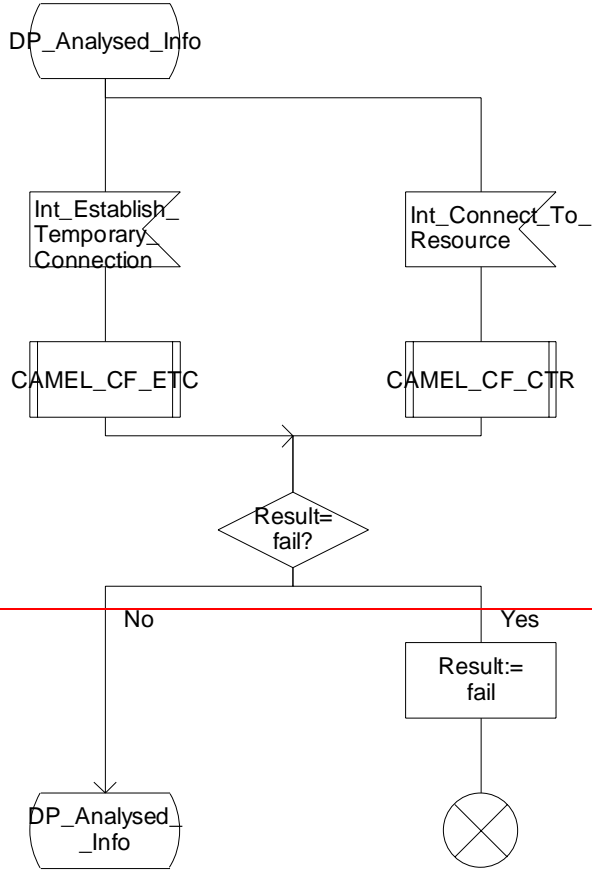 DP_Analysed_Info
Int_Establish_
Temporary_
Connection
Int_Connect_To_
Resource
CAMEL_CF_ETC
CAMEL_CF_CTR
Result=
fail?
No
Yes
Result:=
fail
DP_Analysed_
_Info